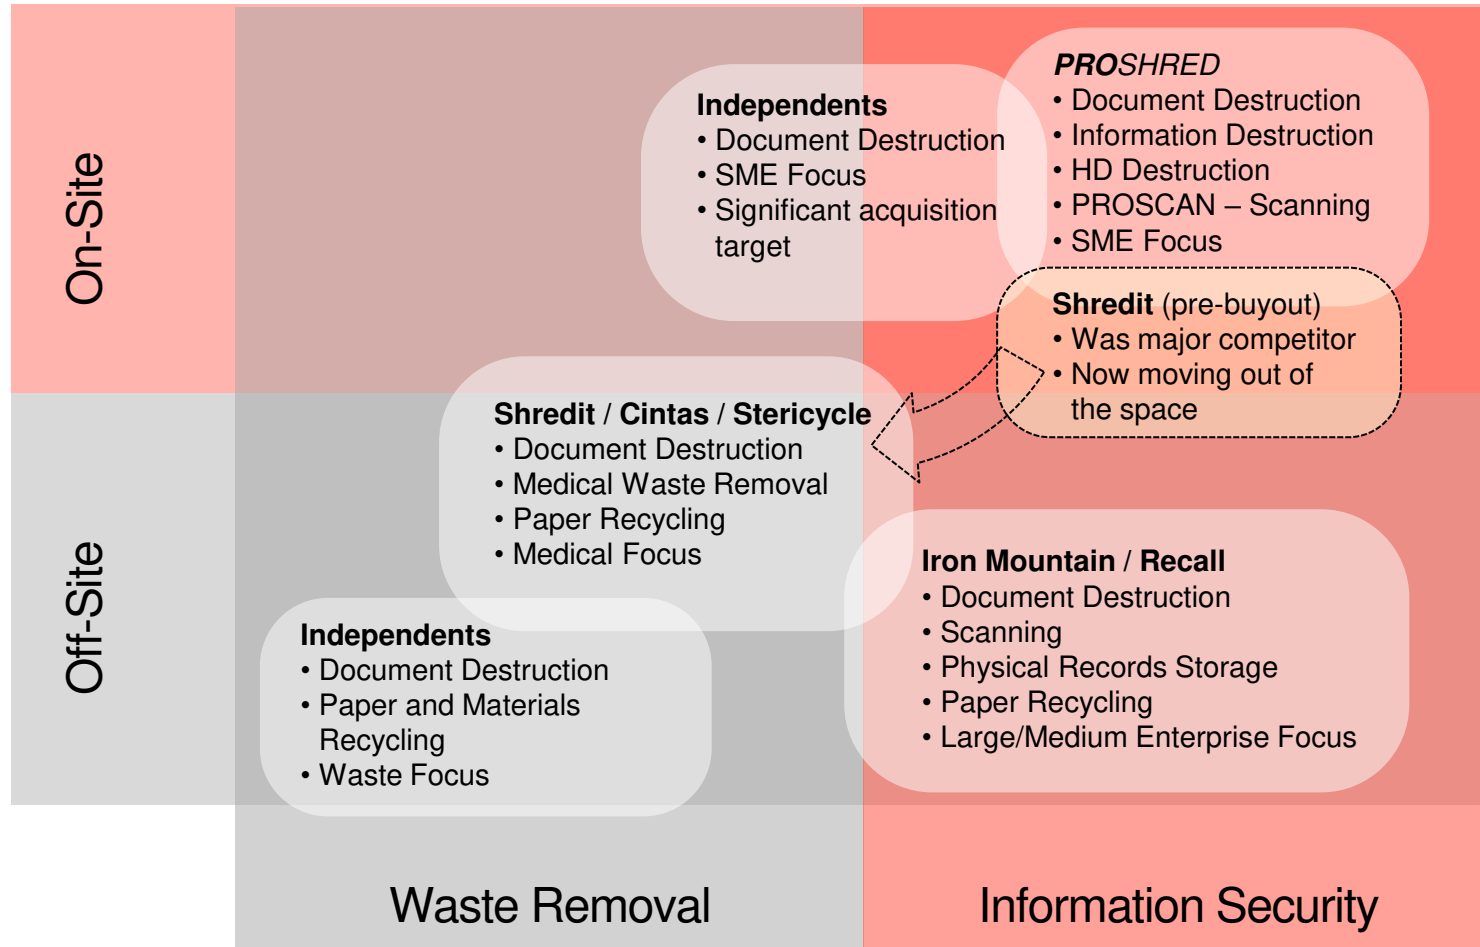 On-Site
Independents
• Document Destruction
• SME Focus
• Significant acquisition
target
PROSHRED
• Document Destruction
• Information Destruction
• HD Destruction
• PROSCAN – Scanning
• SME Focus
Shredit (pre-buyout)
• Was major competitor
• Now moving out of
the space
Off-Site
Shredit / Cintas / Stericycle
• Document Destruction
• Medical Waste Removal
• Paper Recycling
• Medical Focus
Independents
• Document Destruction
• Paper and Materials
Recycling
• Waste Focus
Iron Mountain / Recall
• Document Destruction
• Scanning
• Physical Records Storage
• Paper Recycling
• Large/Medium Enterprise Focus
Waste Removal
Information Security